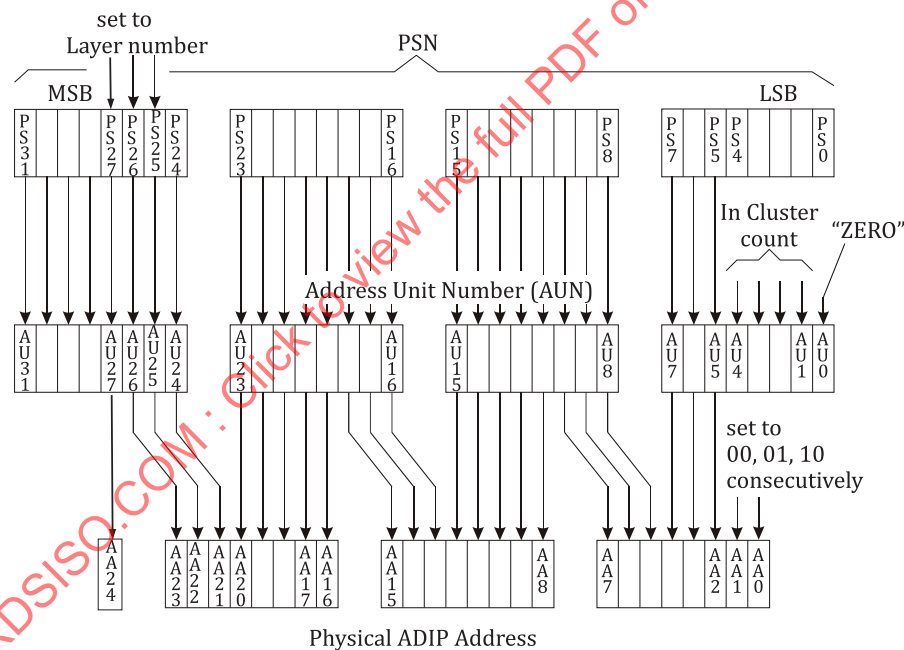 set to
Layer number
PSN
MSB
LSB
PS31
PS27
PS26
PS25
PS24
PS23
PS16
PS15
PS8
PS7
PS5
PS4
PS0
In Cluster
count
"ZERO"
Address Unit Number (AUN)
AU31
AU27
AU26
AU25
AU24
AU23
AU16
AU15
AU8
AU7
AU5
AU4
AU1
AU0
set to
00, 01, 10
consecutively
AA24
AA23
AA22
AA21
AA20
AA17
AA16
AA15
AA8
AA7
AA2
AA1
AA0
Physical ADIP Address
DSISO.COM : Click to view the full PDF o